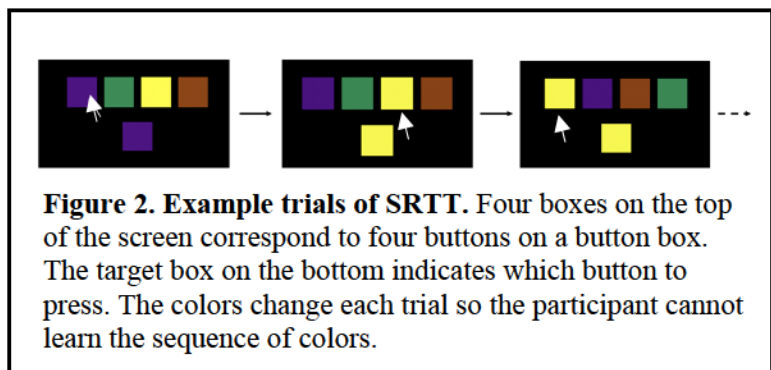 Figure 2. Example trials of SRTT. Four boxes on the top
of the screen correspond to four buttons on a button box.
The target box on the bottom indicates which button to
press. The colors change each trial so the participant cannot
learn the sequence of colors.